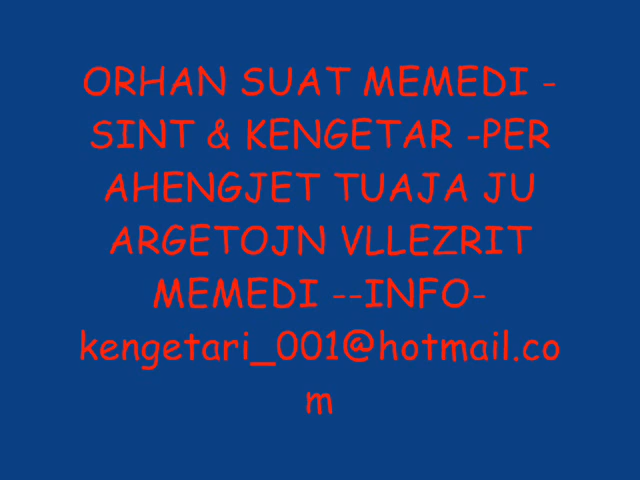 ORHAN SUAT MEMEDI -
SINT & KENGETAR -PER
AHENGJET TUAJA JU
ARGETOJN VLLEZRIT
MEMEDI --INFO-
kengetari_001@hotmail.co
m